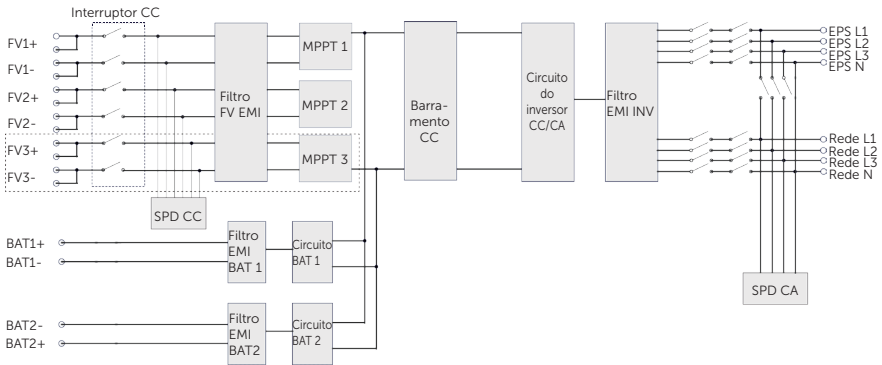 Interruptor CC
FV1+
FV1-
FV2+
FV2-
FV3+
FV3-
Filtro
FV EMI
MPPT 1
MPPT 2
MPPT 3
SPD CC
Barra-
mento
CC
Circuito
do
inversor
CC/CA
Filtro
EMI INV
EPS L1
EPS L2
EPS L3
EPS N
Rede L1
Rede L2
Rede L3
Rede N
SPD CA
BAT1+
BAT1-
Filtro
EMI
BAT 1
Circuito
BAT 1
BAT2-
BAT2+
Filtro
EMI
BAT2
Circuito
BAT 2